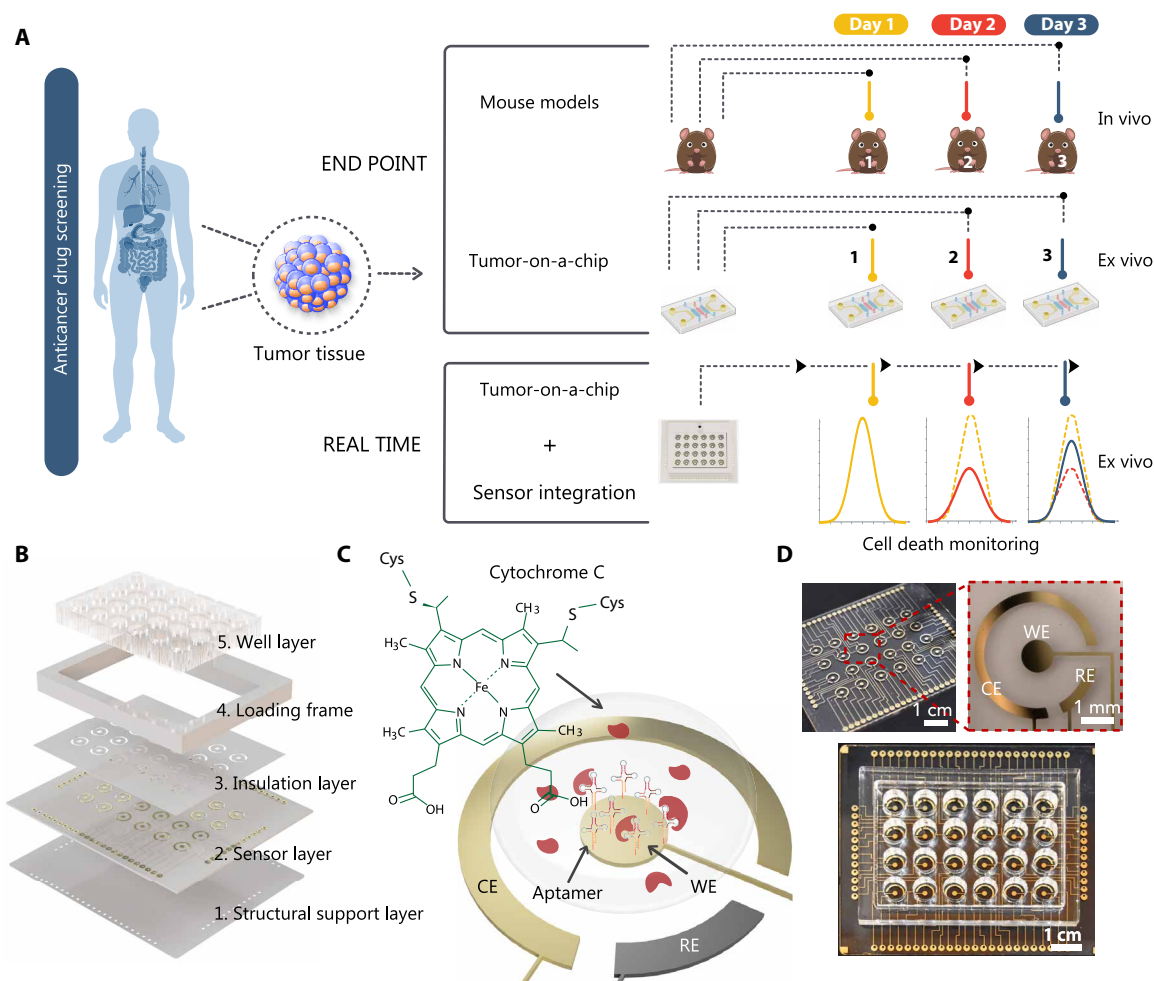 A
Anticancer drug screening
Tumor tissue
END POINT
Mouse models
Tumor-on-a-chip
Day 1
Day 2
Day 3
1
2
3
In vivo
1
2
3
Ex vivo
REAL TIME
Tumor-on-a-chip
+
Sensor integration
Ex vivo
Cell death monitoring
B
5. Well layer
4. Loading frame
3. Insulation layer
2. Sensor layer
1. Structural support layer
C
Cytochrome C
Cys
S
S
Cys
CH₃
H₃C
N
N
Fe
N
N
H₃C
CH₃
O
OH
O
OH
CE
Aptamer
WE
RE
D
1 cm
WE
RE
CE
1 mm
1 cm